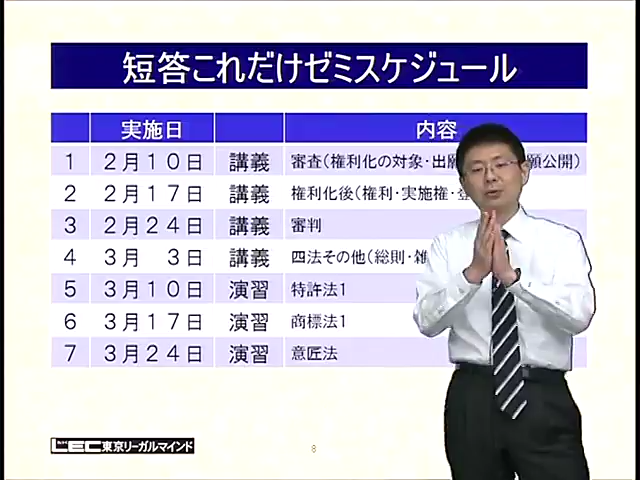 短答これだけゼミスケジュール
実施日 内容
1 2月10日 講義 審査(権利化の対象・出願公開)
2 2月17日 講義 権利化後(権利・実施権・
3 2月24日 講義 審判
4 3月 3日 講義 四法その他(総則・雑
5 3月10日 演習 特許法1
6 3月17日 演習 商標法1
7 3月24日 演習 意匠法
LEC東京リーガルマインド
8